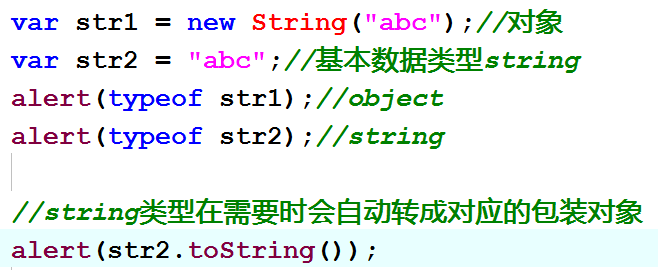 var str1 = new String("abc");//对象
var str2 = "abc";//基本数据类型string
alert(typeof str1);//object
alert(typeof str2);//string
//string类型在需要时会自动转成对应的包装对象
alert(str2.toString());